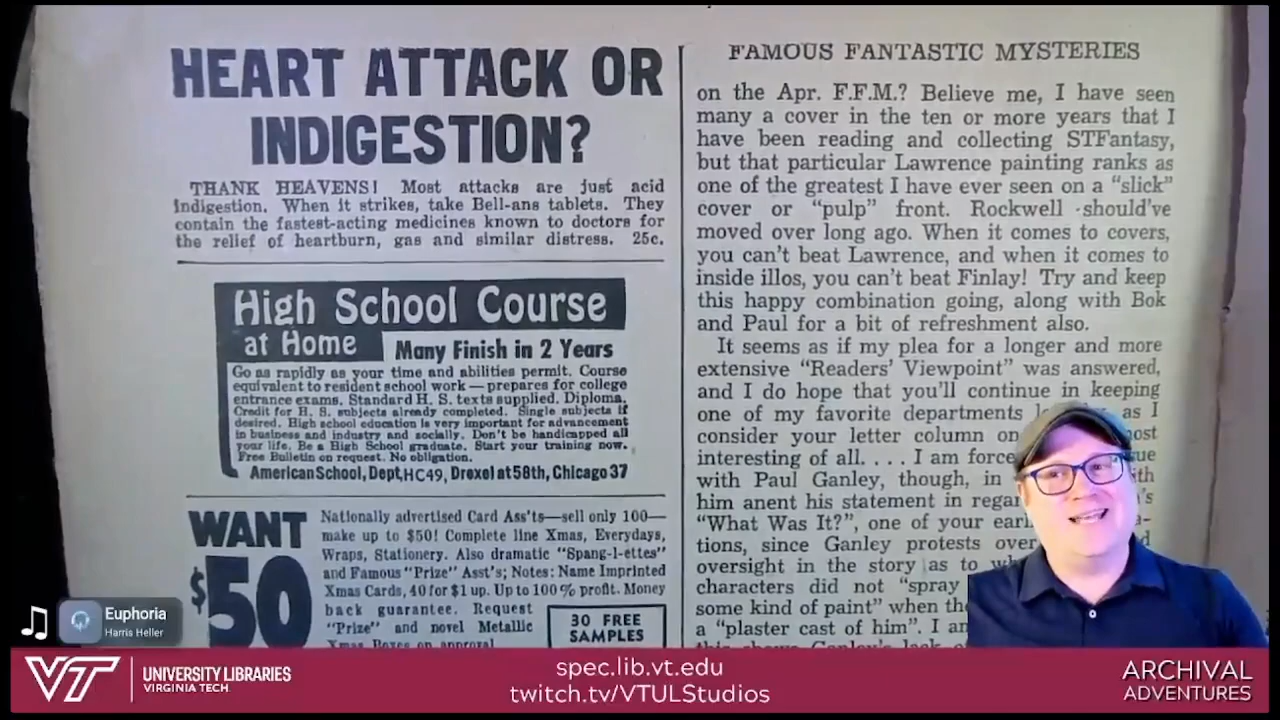 HEART ATTACK OR
INDIGESTION?
THANK HEAVENS! Most attacks are just acid
indigestion. When it strikes, take Bell-ans tablets. They
contain the fastest-acting medicines known to doctors for
the relief of heartburn, gas and similar distress. 25c.
High School Course
at Home
Many Finish in 2 Years
Go as rapidly as your time and abilities permit. Course
equivalent to resident school work — prepares for college
entrance exams. Standard H. S. texts supplied. Diploma.
Credit for H. S. subjects already completed. Single subjects if
desired. High school education is very important for advancement
in business and industry and socially. Don't be handicapped all
your life. Be a High School graduate. Start your training now.
Free Bulletin on request. No obligation.
American School, Dept, HC49, Drexel at 58th, Chicago 37
WANT
$50
Nationally advertised Card Ass'ts—sell only 100—
make up to $50! Complete line Xmas, Everydays,
Wraps, Stationery. Also dramatic "Spang-l-ettes"
and Famous "Prize" Asst's; Notes: Name Imprinted
Xmas Cards, 40 for $1 up. Up to 100% profit. Money
back guarantee. Request
"Prize" and novel Metallic
Xmas Boxes on approval
30 FREE
SAMPLES
FAMOUS FANTASTIC MYSTERIES
on the Apr. F.F.M.? Believe me, I have seen
many a cover in the ten or more years that I
have been reading and collecting STFantasy,
but that particular Lawrence painting ranks as
one of the greatest I have ever seen on a "slick"
cover or "pulp" front. Rockwell should've
moved over long ago. When it comes to covers,
you can't beat Lawrence, and when it comes to
inside illos, you can't beat Finlay! Try and keep
this happy combination going, along with Bok
and Paul for a bit of refreshment also.
It seems as if my plea for a longer and more
extensive "Readers' Viewpoint" was answered,
and I do hope that you'll continue in keeping
one of my favorite departments as I
consider your letter column
interesting of all. . . . I am
with Paul Ganley, though, in
him anent his statement in
"What Was It?", one of your
tions, since Ganley protests
oversight in the story as to
characters did not "spray
some kind of paint" when
a "plaster cast of him". I
Euphoria
Harris Heller
VT
UNIVERSITY LIBRARIES
VIRGINIA TECH
spec.lib.vt.edu
twitch.tv/VTULStudios
ARCHIVAL
ADVENTURES